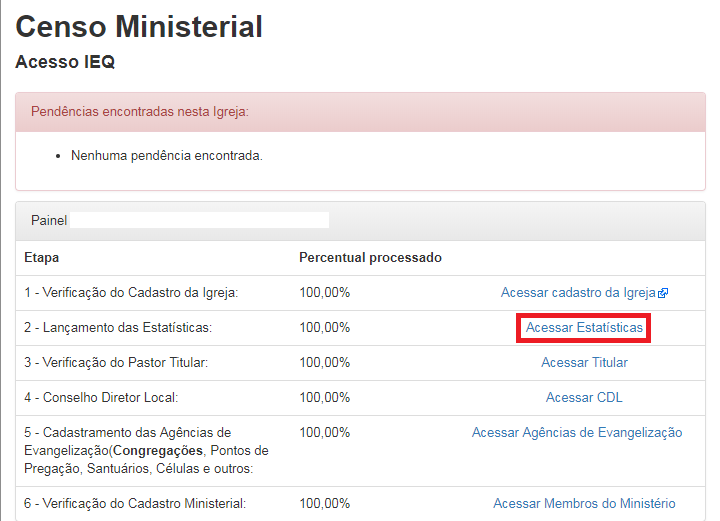 Censo Ministerial
Acesso IEQ
Pendências encontradas nesta Igreja:
Nenhuma pendência encontrada.
Painel
Etapa Percentual processado
1 - Verificação do Cadastro da Igreja: 100,00% Acessar cadastro da Igreja
2 - Lançamento das Estatísticas: 100,00% Acessar Estatísticas
3 - Verificação do Pastor Titular: 100,00% Acessar Titular
4 - Conselho Diretor Local: 100,00% Acessar CDL
5 - Cadastramento das Agências de 100,00% Acessar Agências de Evangelização
Evangelização(Congregações, Pontos de
Pregação, Santuários, Células e outros:
6 - Verificação do Cadastro Ministerial: 100,00% Acessar Membros do Ministério